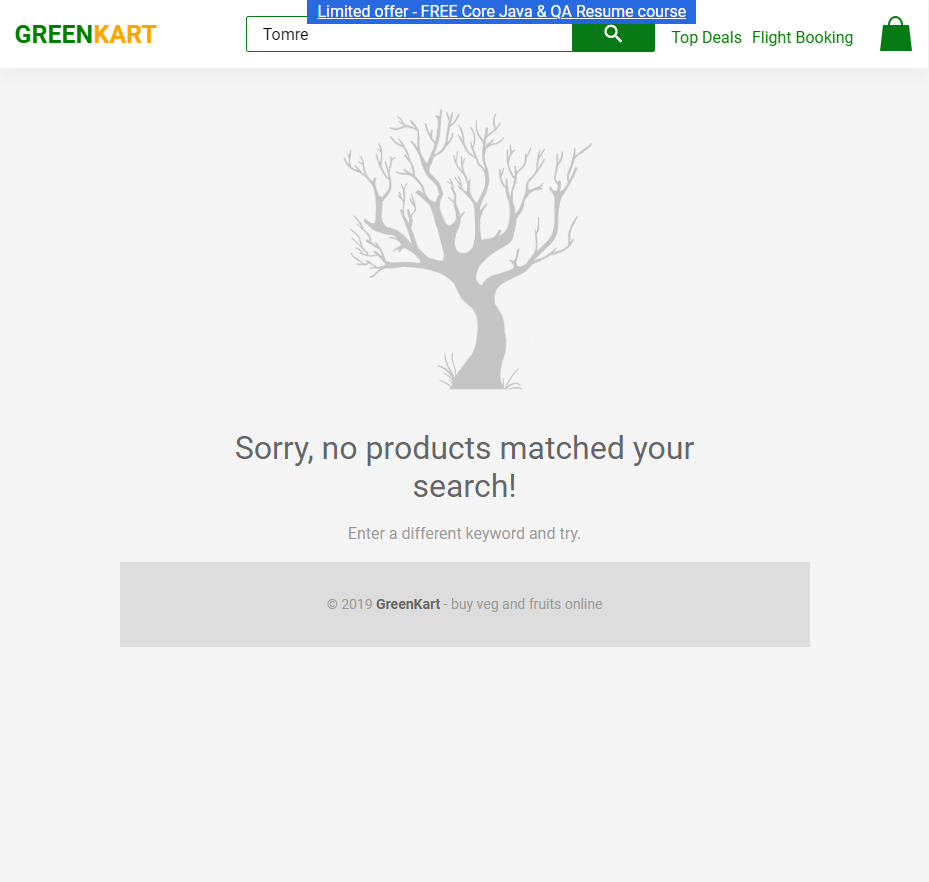 Limited offer - FREE Core Java & QA Resume course
GREENKART
Tomre
Top Deals Flight Booking
Sorry, no products matched your
search!
Enter a different keyword and try.
© 2019 GreenKart - buy veg and fruits online